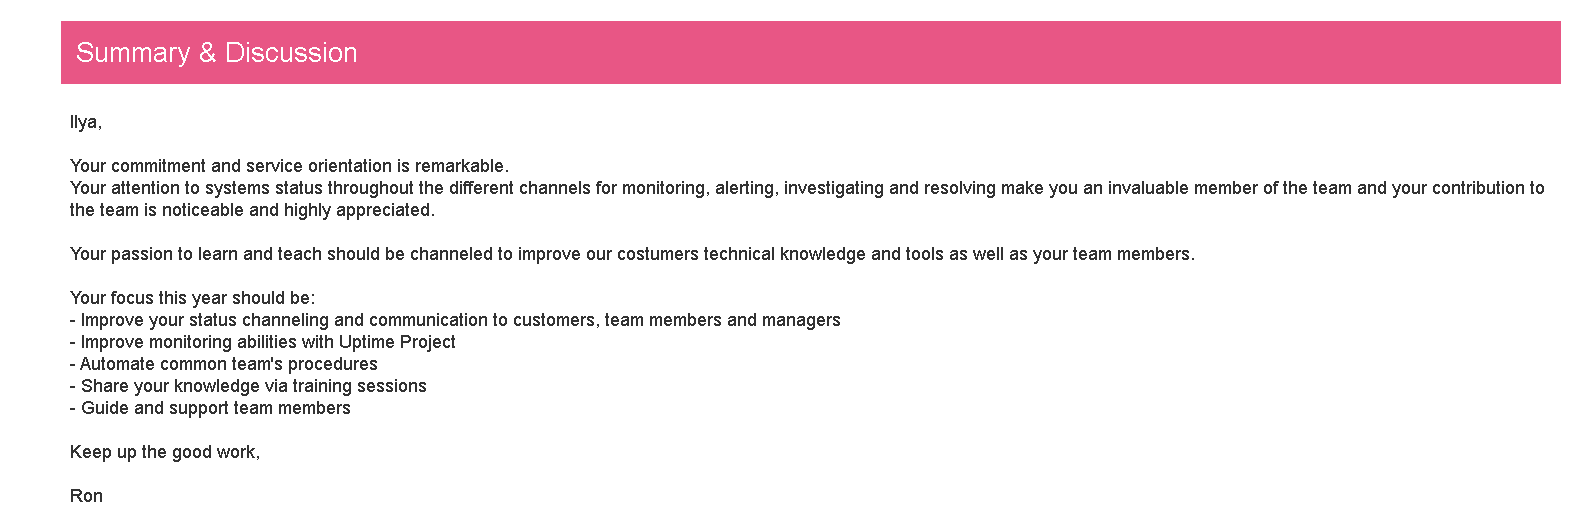 Summary & Discussion
Ilya,
Your commitment and service orientation is remarkable.
Your attention to systems status throughout the different channels for monitoring, alerting, investigating and resolving make you an invaluable member of the team and your contribution to
the team is noticeable and highly appreciated.
Your passion to learn and teach should be channeled to improve our costumers technical knowledge and tools as well as your team members.
Your focus this year should be:
- Improve your status channeling and communication to customers, team members and managers
- Improve monitoring abilities with Uptime Project
- Automate common team's procedures
- Share your knowledge via training sessions
- Guide and support team members
Keep up the good work,
Ron